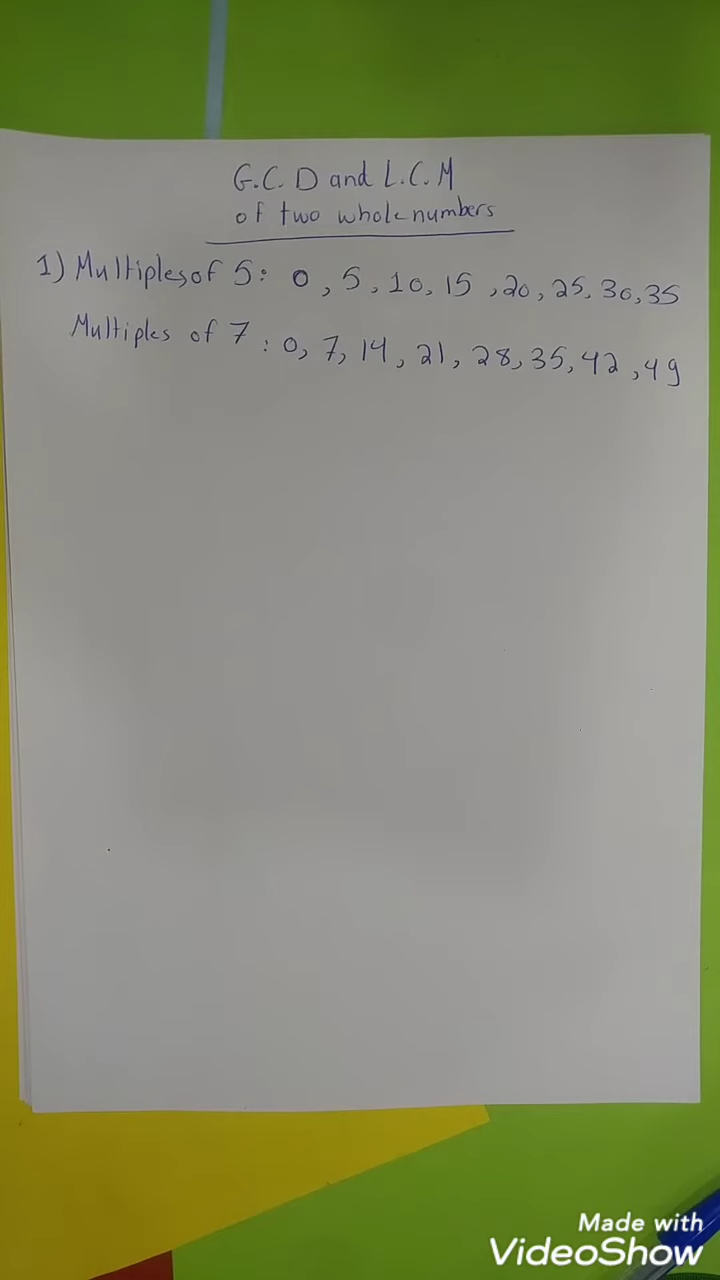 G.C.D and L.C.M
of two whole numbers
1) Multiples of 5: 0, 5, 10, 15, 20, 25, 30, 35
Multiples of 7: 0, 7, 14, 21, 28, 35, 42, 49
Made with
VideoShow